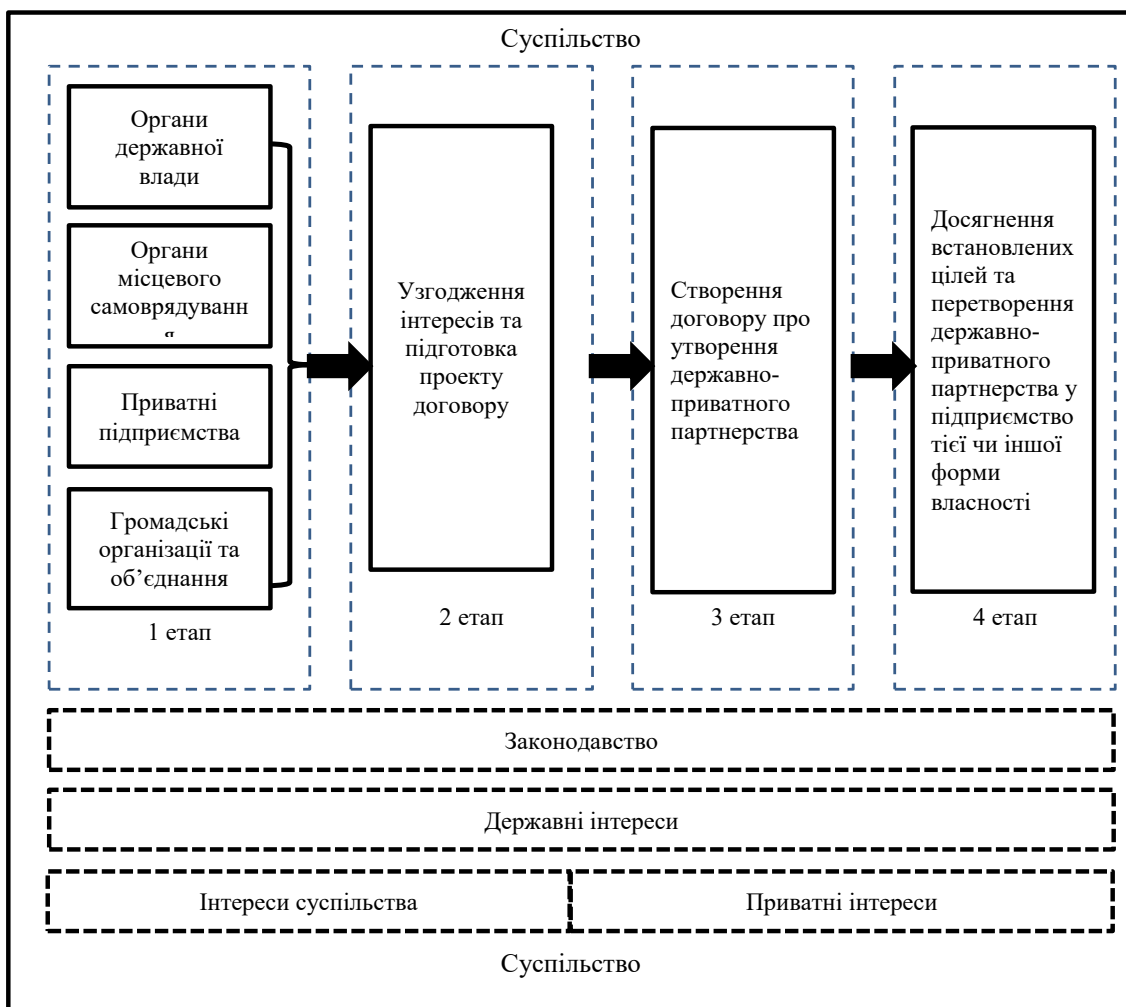 Суспільство
Органи
державної
влади
Органи
місцевого
самоврядуванн
я
Приватні
підприємства
Громадські
організації та
об’єднання
1 етап
Узгодження
інтересів та
підготовка
проекту
договору
2 етап
Створення
договору про
утворення
державно-
приватного
партнерства
3 етап
Досягнення
встановлених
цілей та
перетворення
державно-
приватного
партнерства у
підприємство
тієї чи іншої
форми
власності
4 етап
Законодавство
Державні інтереси
Інтереси суспільства
Приватні інтереси
Суспільство